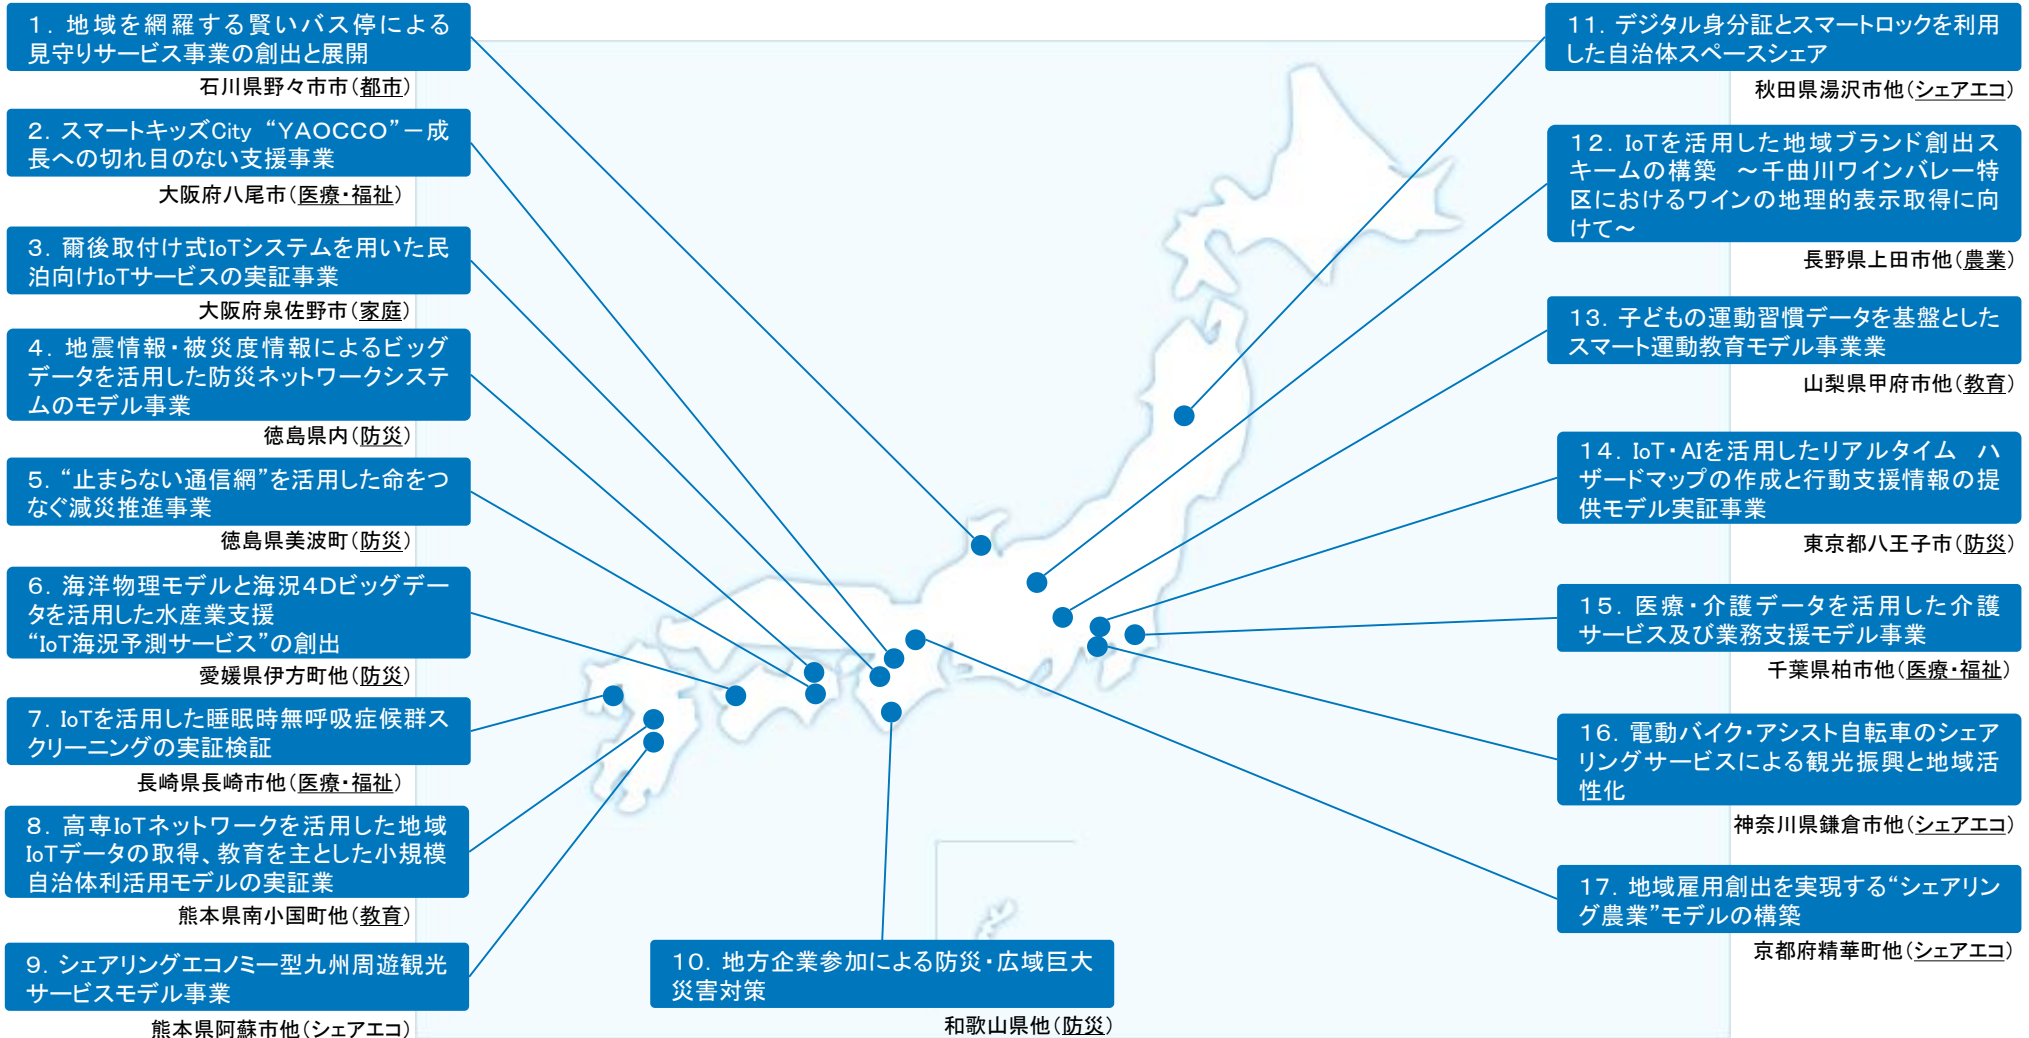 1．地域を網羅する賢いバス停による
見守りサービス事業の創出と展開
石川県野々市市（都市）
2．スマートキッズCity “YAOCCO”－成
長への切れ目のない支援事業
大阪府八尾市（医療・福祉）
3．爾後取付け式IoTシステムを用いた民
泊向けIoTサービスの実証事業
大阪府泉佐野市（家庭）
4．地震情報・被災度情報によるビッグ
データを活用した防災ネットワークシステ
ムのモデル事業
徳島県内（防災）
5．“止まらない通信網”を活用した命をつ
なぐ減災推進事業
徳島県美波町（防災）
6．海洋物理モデルと海況4Dビッグデー
タを活用した水産業支援
“IoT海況予測サービス”の創出
愛媛県伊方町他（防災）
7．IoTを活用した睡眠時無呼吸症候群ス
クリーニングの実証検証
長崎県長崎市他（医療・福祉）
8．高専IoTネットワークを活用した地域
IoTデータの取得、教育を主とした小規模
自治体利活用モデルの実証業
熊本県南小国町他（教育）
9．シェアリングエコノミー型九州周遊観光
サービスモデル事業
熊本県阿蘇市他（シェアエコ）
10．地方企業参加による防災・広域巨大
災害対策
和歌山県他（防災）
11．デジタル身分証とスマートロックを利用
した自治体スペースシェア
秋田県湯沢市他（シェアエコ）
12．IoTを活用した地域ブランド創出ス
キームの構築　～千曲川ワインバレー特
区におけるワインの地理的表示取得に向
けて～
長野県上田市他（農業）
13．子どもの運動習慣データを基盤とした
スマート運動教育モデル事業業
山梨県甲府市他（教育）
14．IoT・AIを活用したリアルタイム　ハ
ザードマップの作成と行動支援情報の提
供モデル実証事業
東京都八王子市（防災）
15．医療・介護データを活用した介護
サービス及び業務支援モデル事業
千葉県柏市他（医療・福祉）
16．電動バイク・アシスト自転車のシェア
リングサービスによる観光振興と地域活
性化
神奈川県鎌倉市他（シェアエコ）
17．地域雇用創出を実現する“シェアリン
グ農業”モデルの構築
京都府精華町他（シェアエコ）